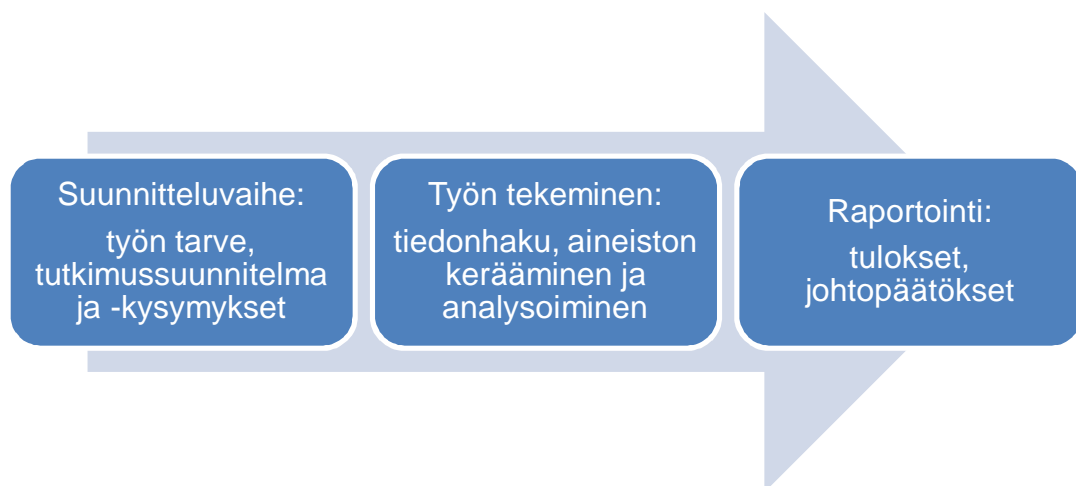 Suunnitteluvaihe:
työn tarve,
tutkimussuunnitelma
ja -kysymykset
Työn tekeminen:
tiedonhaku, aineiston
kerääminen ja
analysoiminen
Raportointi:
tulokset,
johtopäätökset